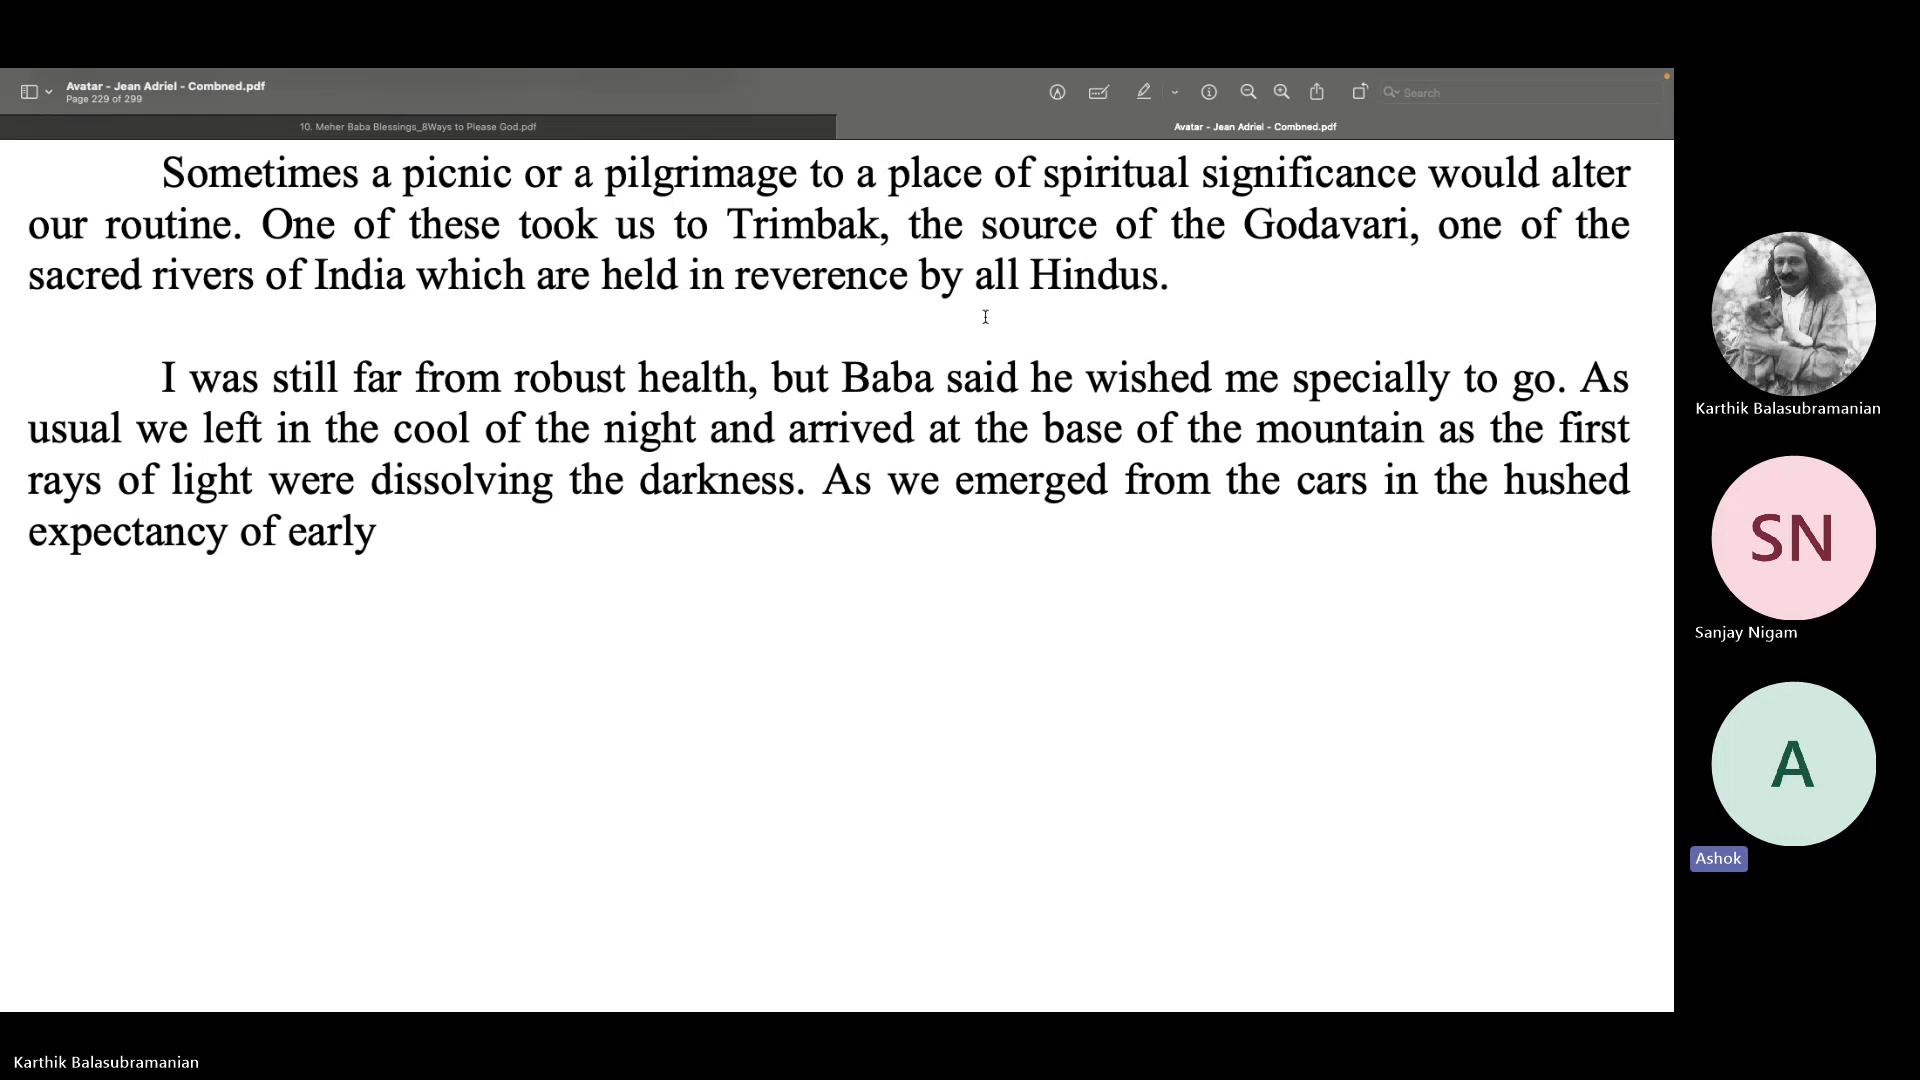 Avatar - Jean Adriel - Combned.pdf
Page 229 of 299
Search
10. Meher Baba Blessings_8Ways to Please God.pdf
Avatar - Jean Adriel - Combned.pdf
Sometimes a picnic or a pilgrimage to a place of spiritual significance would alter
our routine. One of these took us to Trimbak, the source of the Godavari, one of the
sacred rivers of India which are held in reverence by all Hindus.
I was still far from robust health, but Baba said he wished me specially to go. As
usual we left in the cool of the night and arrived at the base of the mountain as the first
rays of light were dissolving the darkness. As we emerged from the cars in the hushed
expectancy of early
Karthik Balasubramanian
SN
Sanjay Nigam
A
Ashok
Karthik Balasubramanian